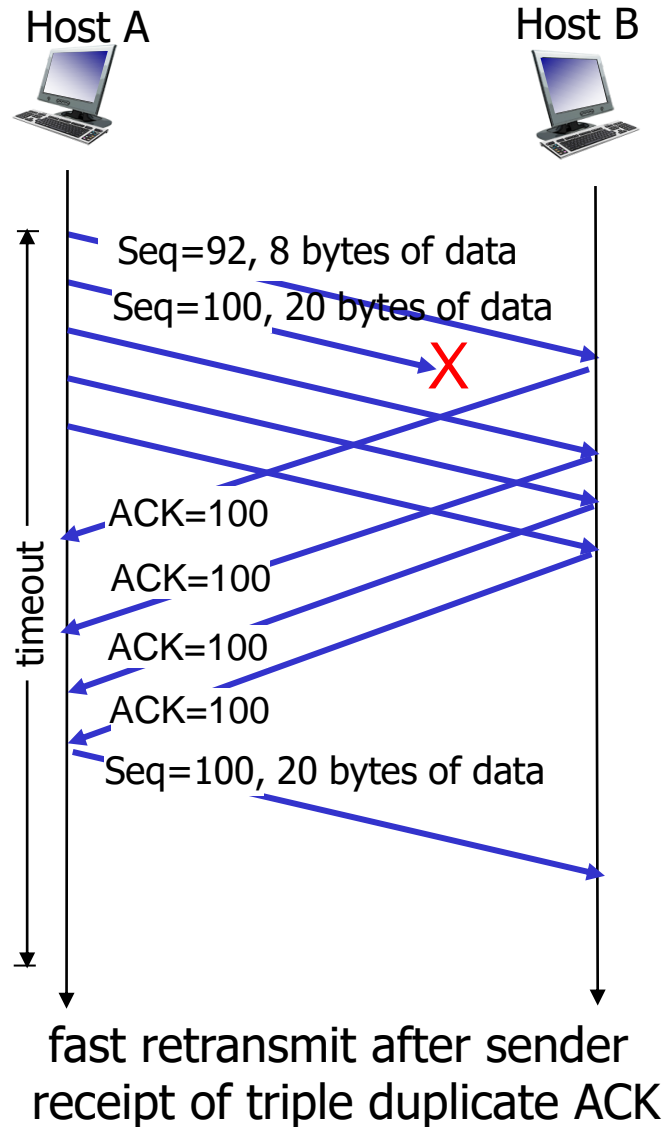 Host A
Host B
Seq=92, 8 bytes of data
Seq=100, 20 bytes of data
X
ACK=100
timeout
ACK=100
ACK=100
ACK=100
Seq=100, 20 bytes of data
fast retransmit after sender
receipt of triple duplicate ACK